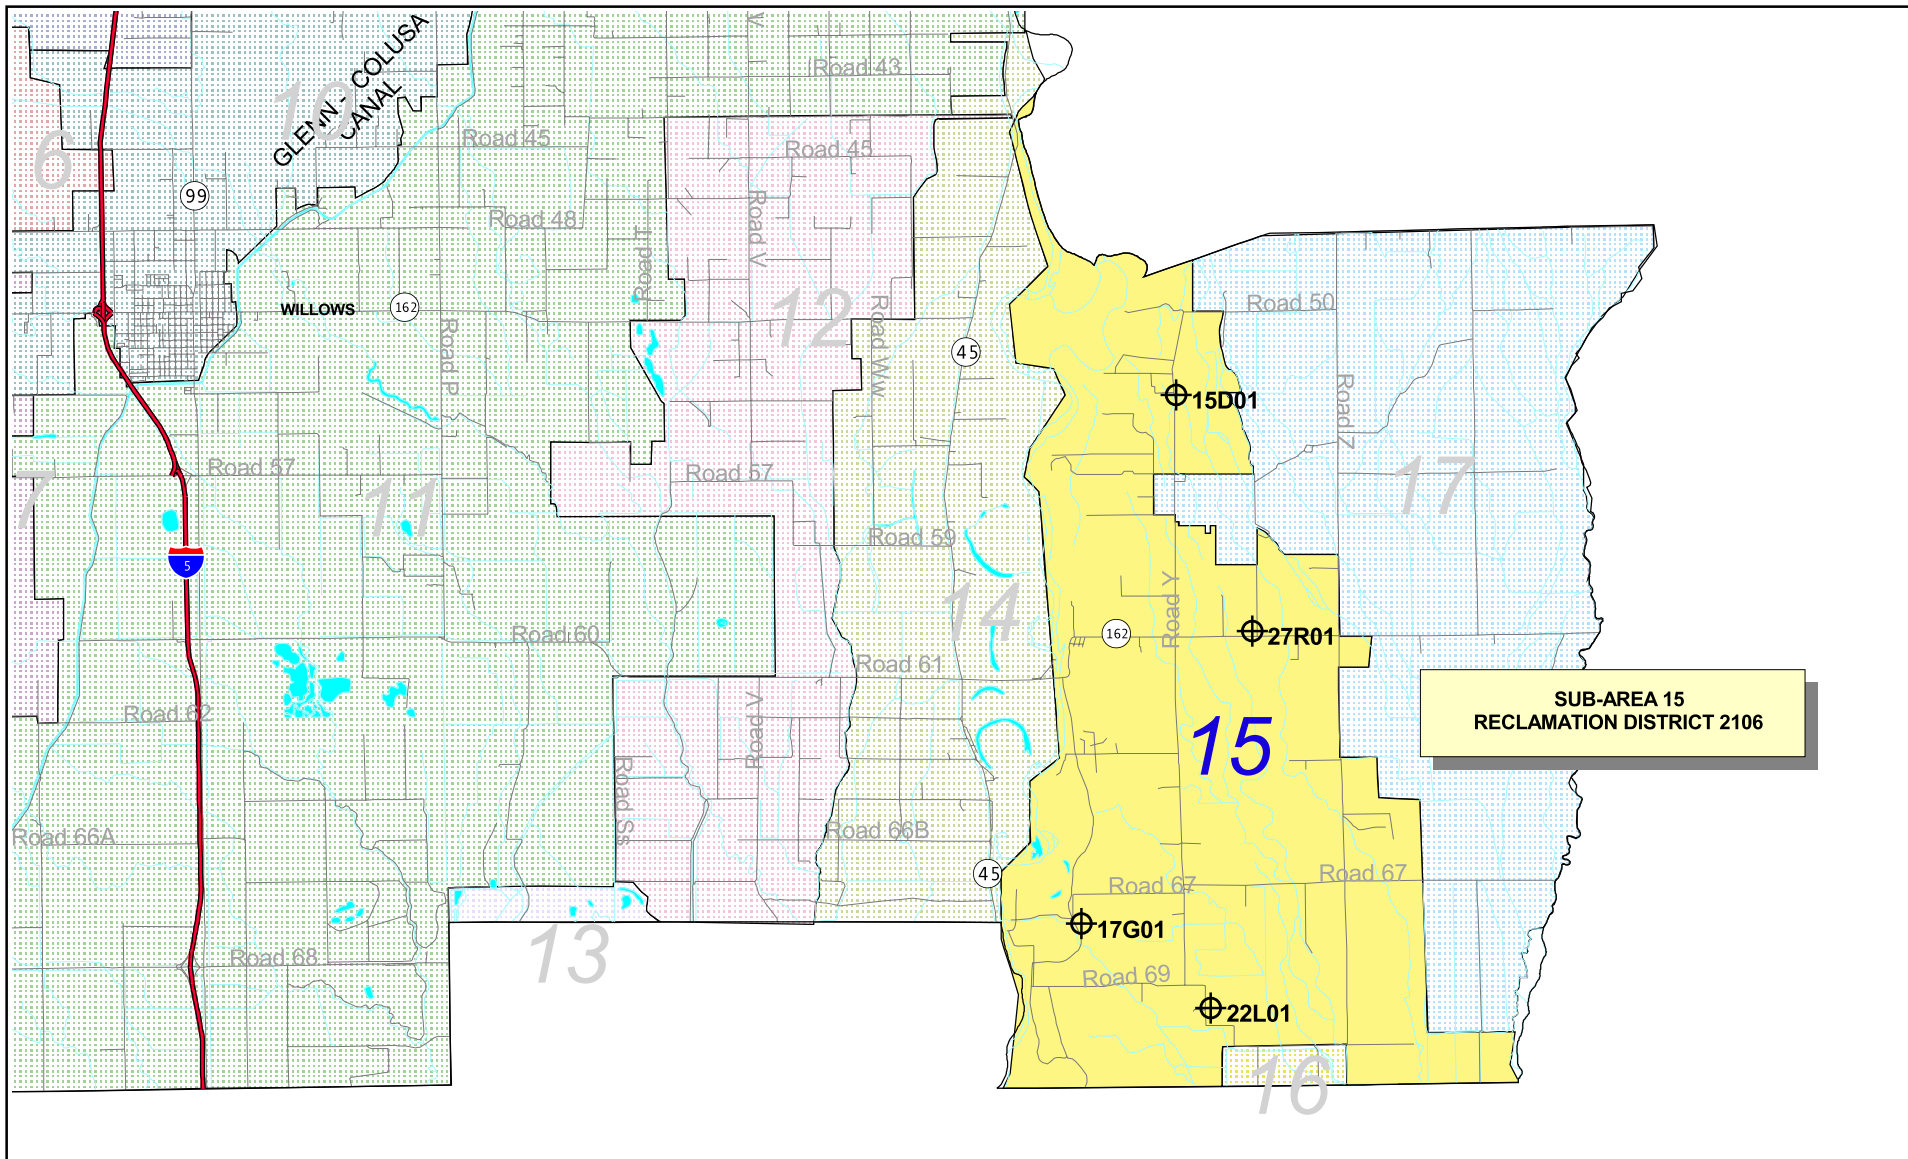 GLENN - COLUSA
CANAL
10
6
99
Road 43
Road 45
Road 45
Road 48
Road T
Road V
12
WILLOWS
162
Road P
Road Ww
45
Road 50
15D01
Road Z
17
7
Road 57
11
Road 57
Road 59
5
14
Road Y
162
27R01
Road 60
Road 61
SUB-AREA 15
RECLAMATION DISTRICT 2106
Road 62
Road V
15
Road Ss
Road 66A
Road 66B
45
Road 67
Road 67
17G01
13
Road 68
Road 69
22L01
16